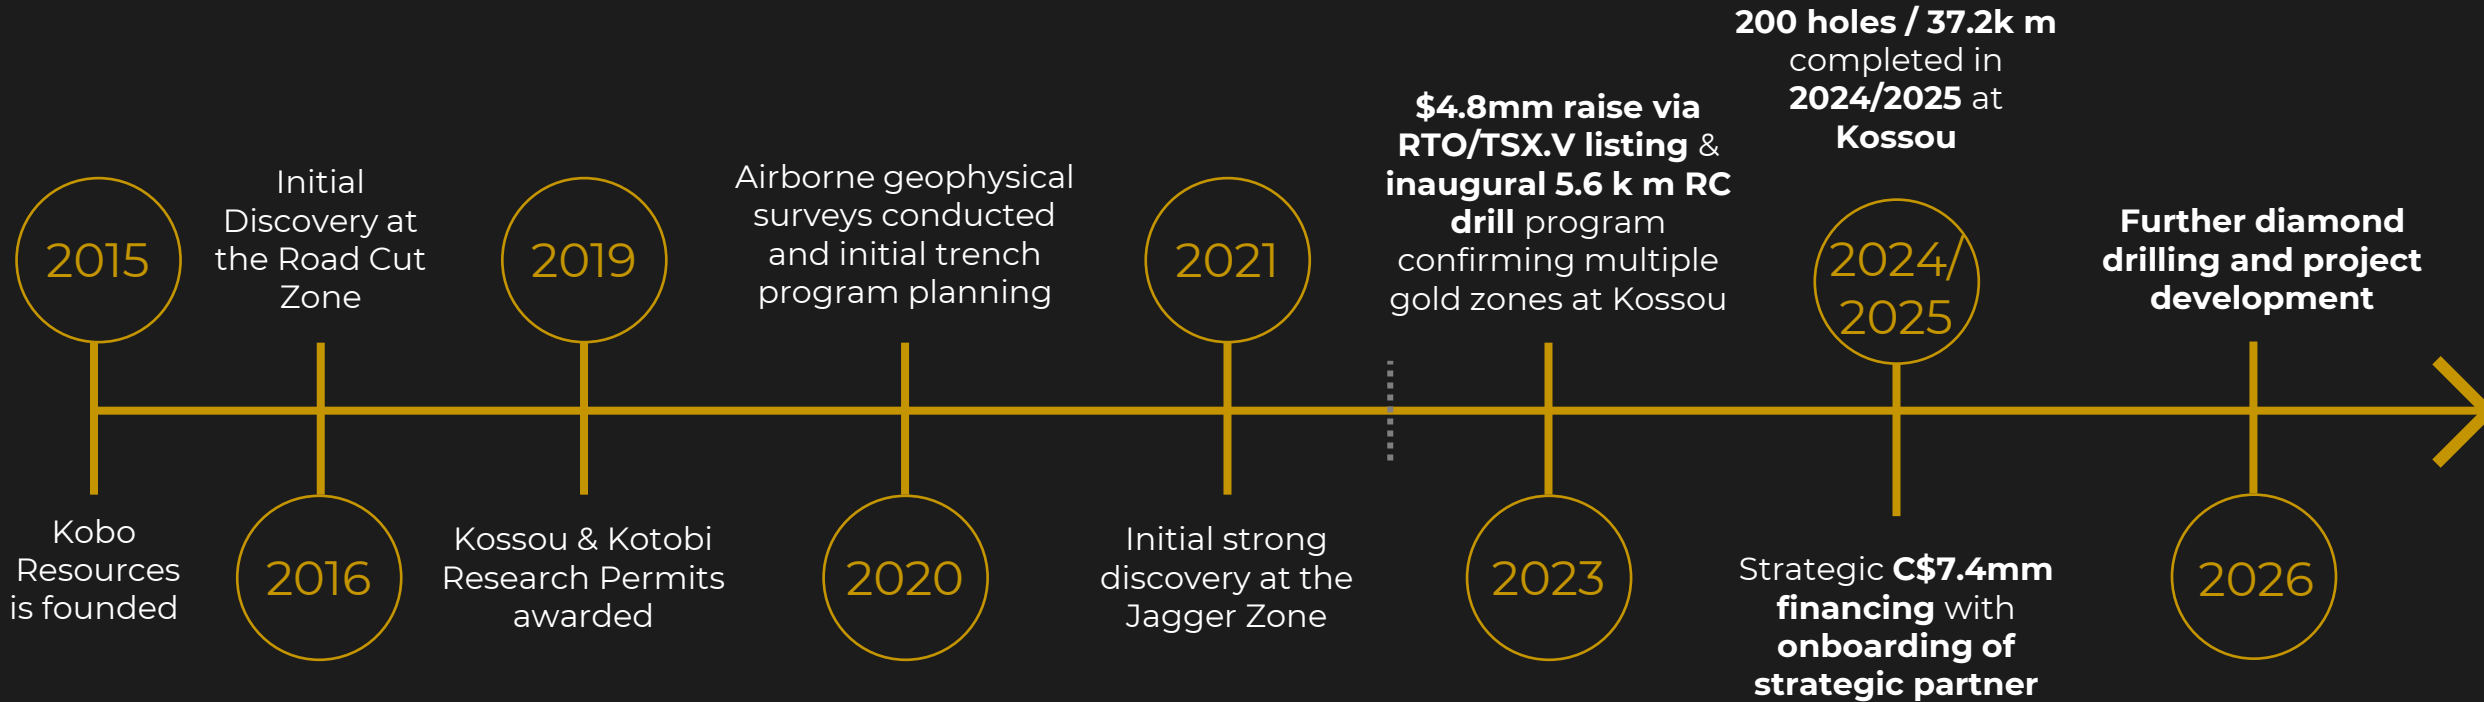 2015
Kobo
Resources
is founded
Initial
Discovery at
the Road Cut
Zone
2016
2019
Kossou & Kotobi
Research Permits
awarded
Airborne geophysical
surveys conducted
and initial trench
program planning
2020
2021
Initial strong
discovery at the
Jagger Zone
$4.8mm raise via
RTO/TSX.V listing &
inaugural 5.6 k m RC
drill program
confirming multiple
gold zones at Kossou
2023
200 holes / 37.2k m
completed in
2024/2025 at
Kossou
2024/
2025
Strategic C$7.4mm
financing with
onboarding of
strategic partner
Further diamond
drilling and project
development
2026